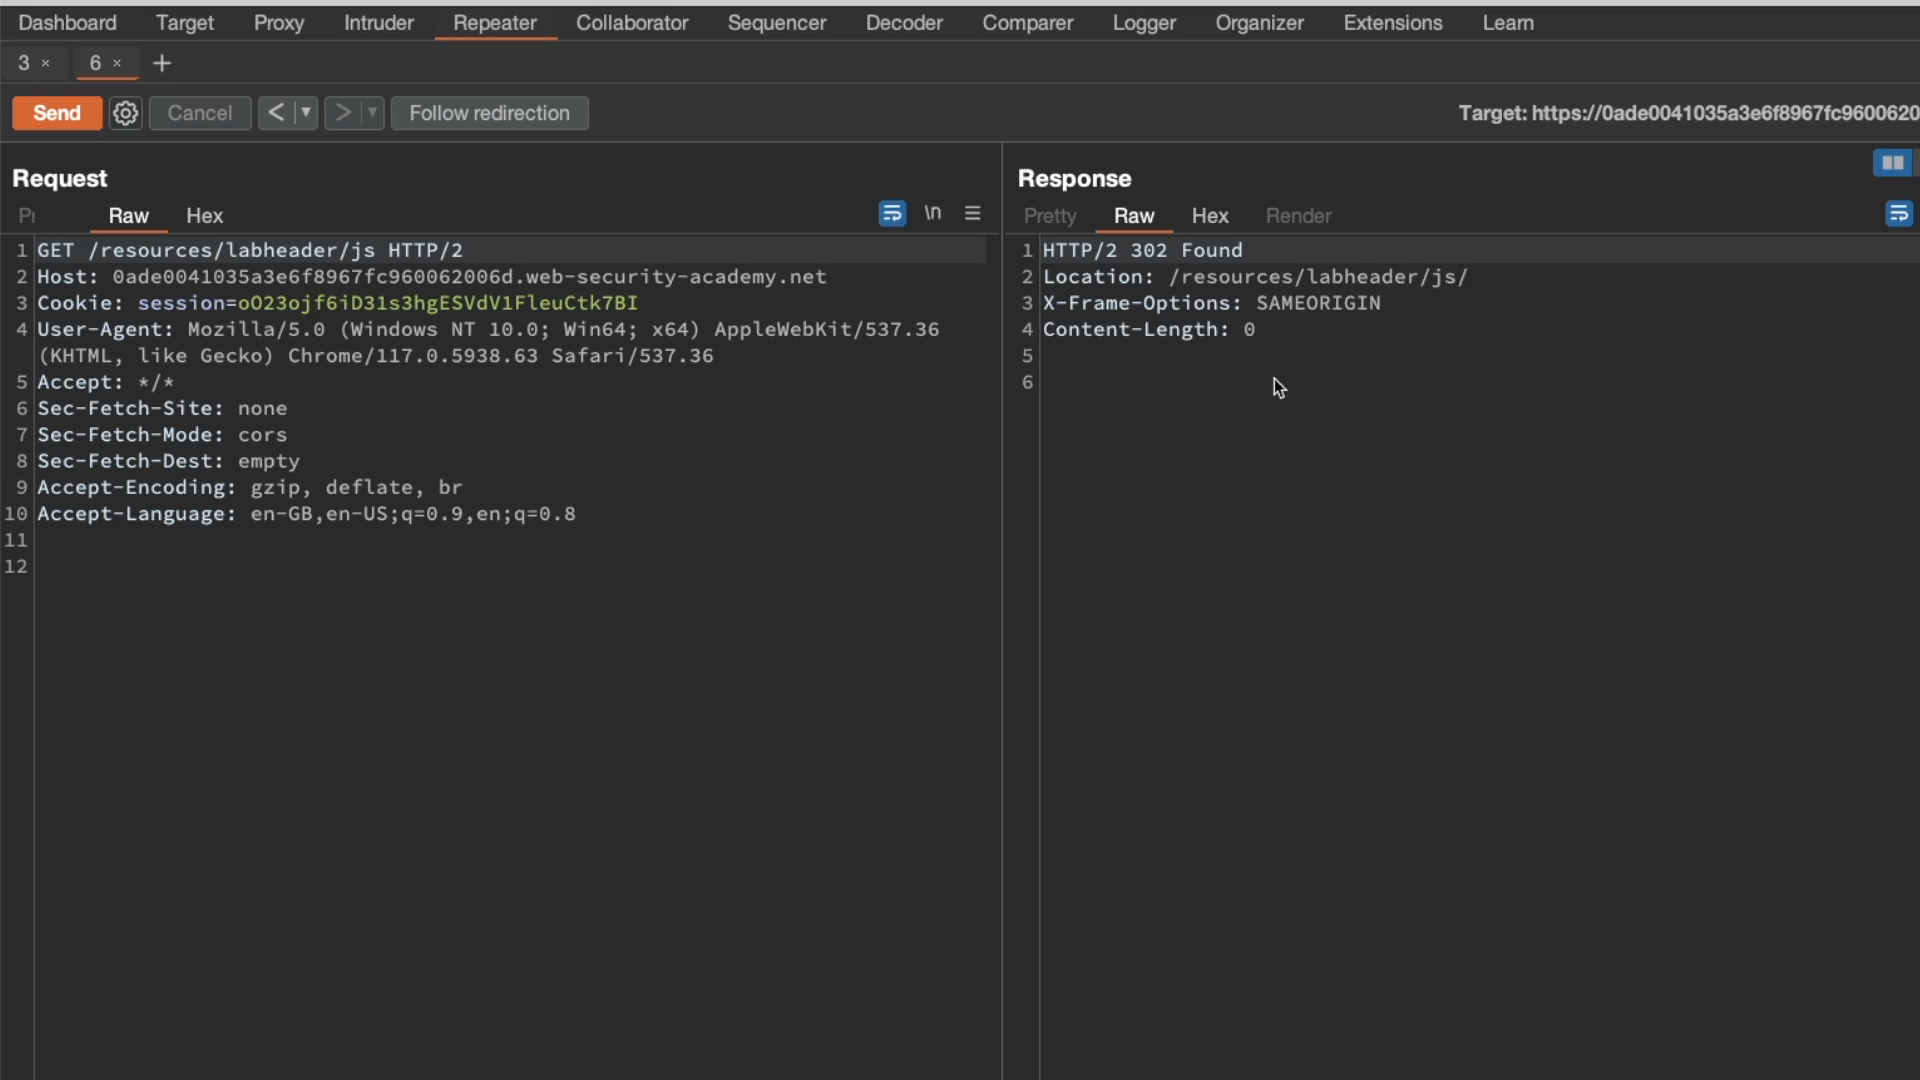 Dashboard Target Proxy Intruder Repeater Collaborator Sequencer Decoder Comparer Logger Organizer Extensions Learn
3 × 6 × +
Send Cancel < ▼ > ▼ Follow redirection Target: https://0ade0041035a3e6f8967fc9600620
Request
Raw Hex \n
1 GET /resources/labheader/js HTTP/2
2 Host: 0ade0041035a3e6f8967fc960062006d.web-security-academy.net
3 Cookie: session=oO23ojf6iD31s3hgESVdV1FleuCtk7BI
4 User-Agent: Mozilla/5.0 (Windows NT 10.0; Win64; x64) AppleWebKit/537.36
(KHTML, like Gecko) Chrome/117.0.5938.63 Safari/537.36
5 Accept: */*
6 Sec-Fetch-Site: none
7 Sec-Fetch-Mode: cors
8 Sec-Fetch-Dest: empty
9 Accept-Encoding: gzip, deflate, br
10 Accept-Language: en-GB,en-US;q=0.9,en;q=0.8
11
12
Response
Pretty Raw Hex Render
1 HTTP/2 302 Found
2 Location: /resources/labheader/js/
3 X-Frame-Options: SAMEORIGIN
4 Content-Length: 0
5
6